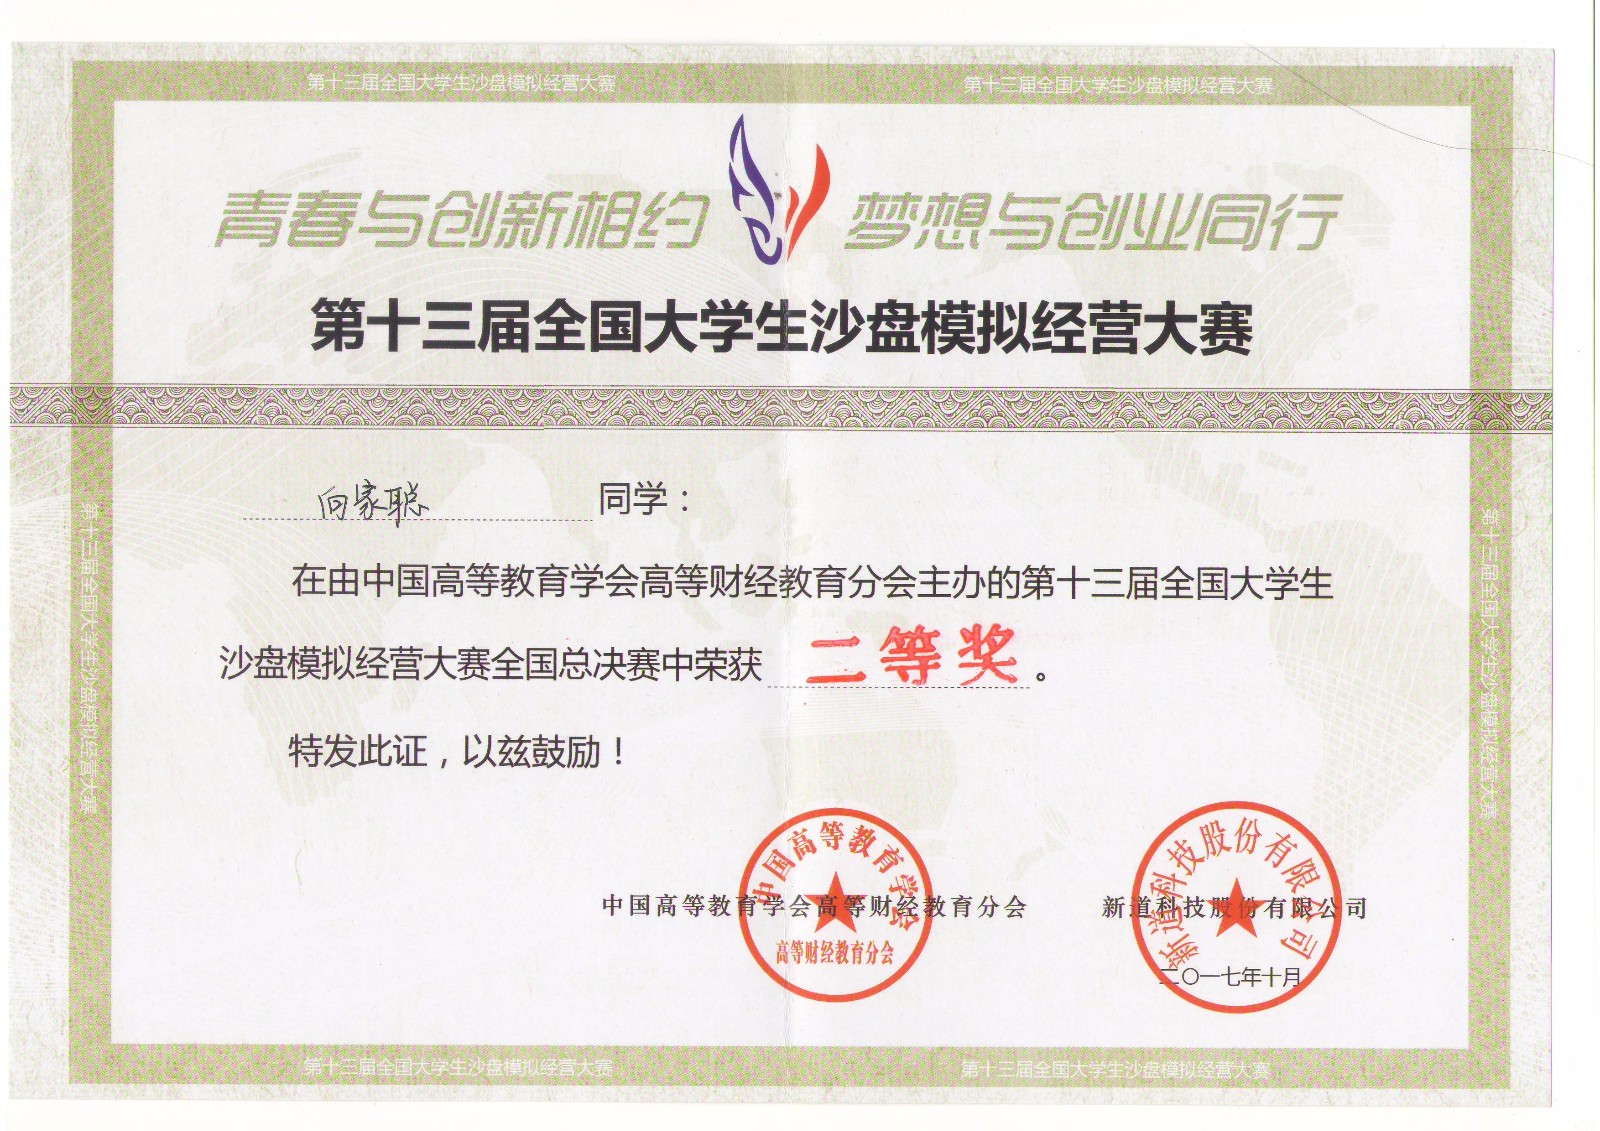 第十三届全国大学生沙盘模拟经营大赛
第十三届全国大学生沙盘模拟经营大赛
青春与创新相约
梦想与创业同行
第十三届全国大学生沙盘模拟经营大赛
向家聪 同学：
在由中国高等教育学会高等财经教育分会主办的第十三届全国大学生
沙盘模拟经营大赛全国总决赛中荣获 二等奖 。
特发此证，以兹鼓励！
中国高等教育学会高等财经教育分会
新道科技股份有限公司
二〇一七年十月
中国高等教育学会
高等财经教育分会
新道科技股份有限公司
第十三届全国大学生沙盘模拟经营大赛
第十三届全国大学生沙盘模拟经营大赛
第十三届全国大学生沙盘模拟经营大赛
第十三届全国大学生沙盘模拟经营大赛